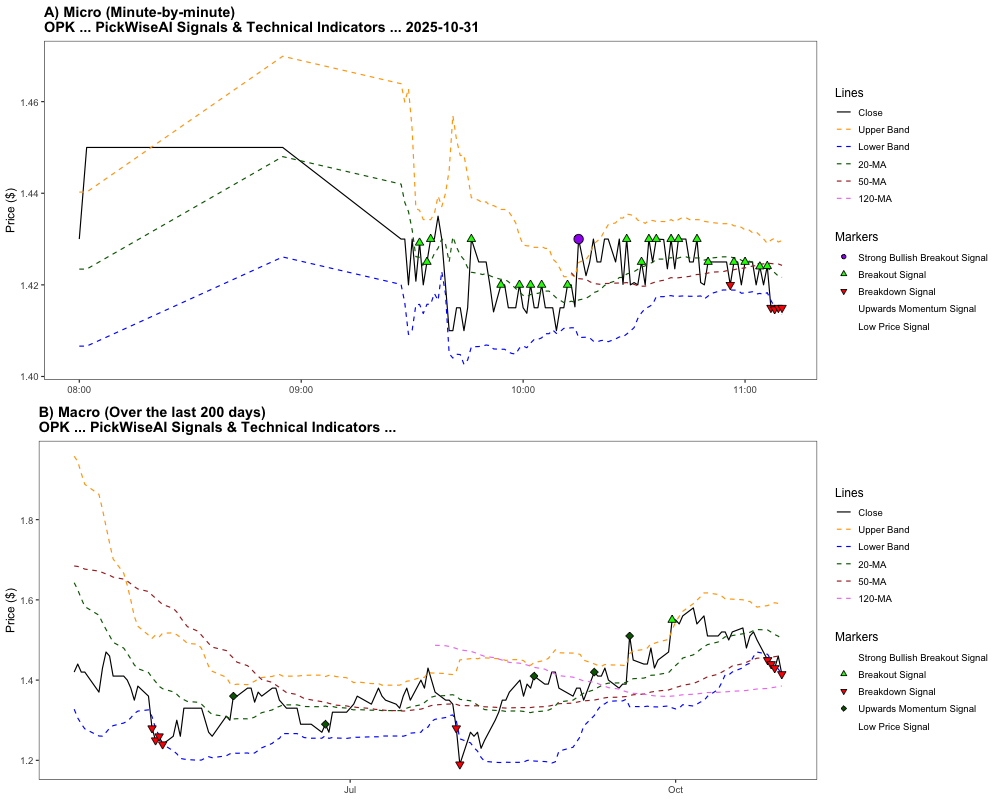 A) Micro (Minute-by-minute)
OPK ... PickWiseAI Signals & Technical Indicators ... 2025-10-31
Price ($)
1.46
1.44
1.42
1.40
08:00
09:00
10:00
11:00
Lines
Close
Upper Band
Lower Band
20-MA
50-MA
120-MA
Markers
Strong Bullish Breakout Signal
Breakout Signal
Breakdown Signal
Upwards Momentum Signal
Low Price Signal
B) Macro (Over the last 200 days)
OPK ... PickWiseAI Signals & Technical Indicators ...
Price ($)
1.8
1.6
1.4
1.2
Jul
Oct
Lines
Close
Upper Band
Lower Band
20-MA
50-MA
120-MA
Markers
Strong Bullish Breakout Signal
Breakout Signal
Breakdown Signal
Upwards Momentum Signal
Low Price Signal